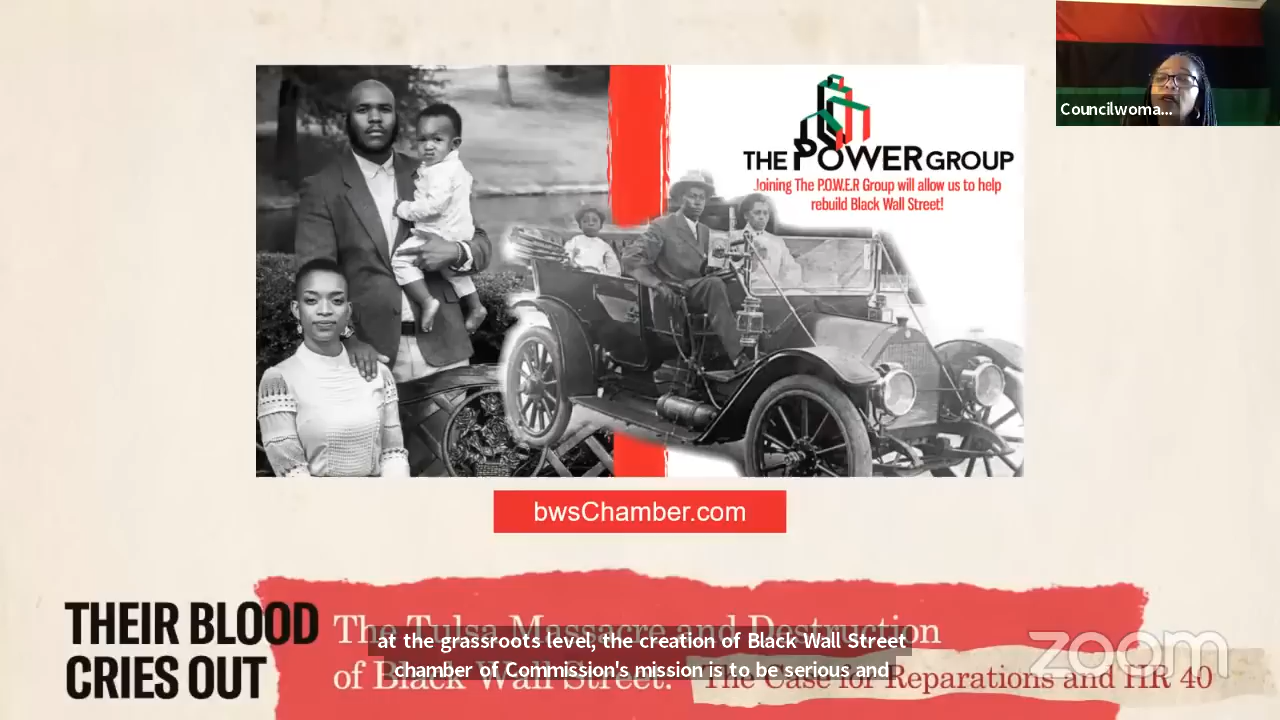 Councilwoma...
THE POWER GROUP
Joining The P.O.W.E.R Group will allow us to help
rebuild Black Wall Street!
bwsChamber.com
THEIR BLOOD
CRIES OUT
The Tulsa Massacre and Destruction
of Black Wall Street: The Case for Reparations and HR 40
at the grassroots level, the creation of Black Wall Street
chamber of Commission's mission is to be serious and
zoom